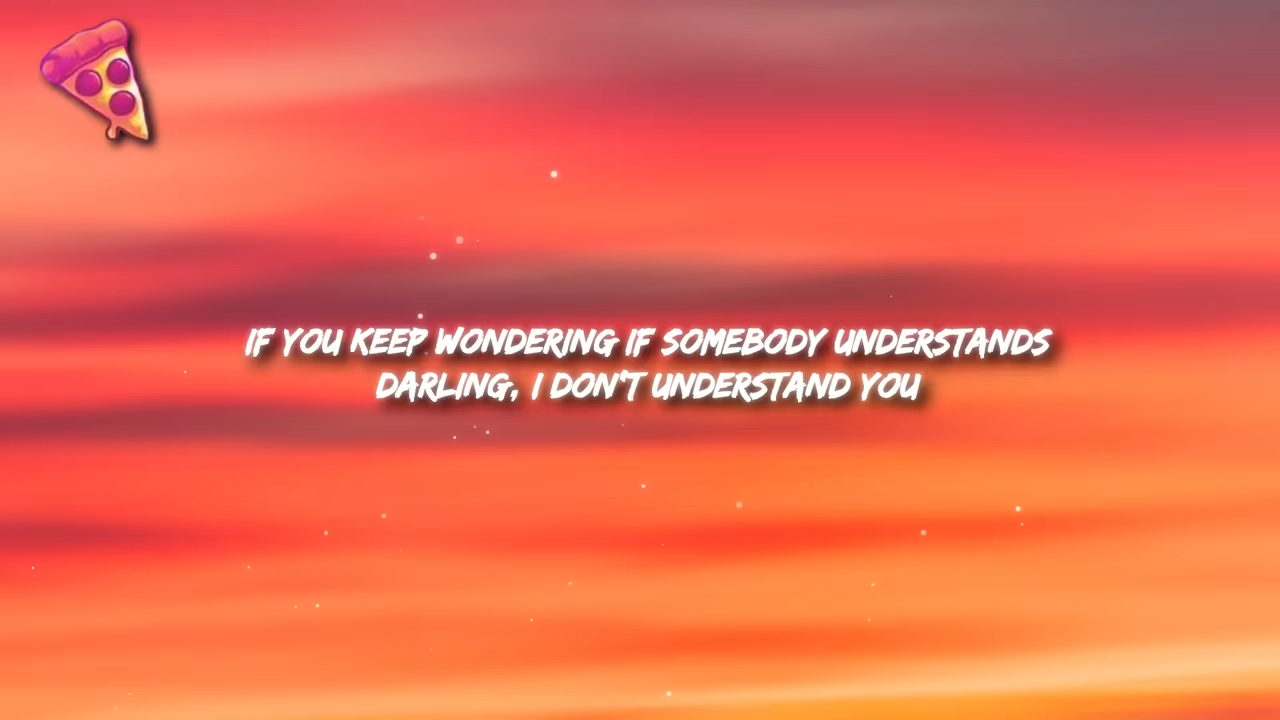 IF YOU KEEP WONDERING IF SOMEBODY UNDERSTANDS
DARLING, I DON'T UNDERSTAND YOU